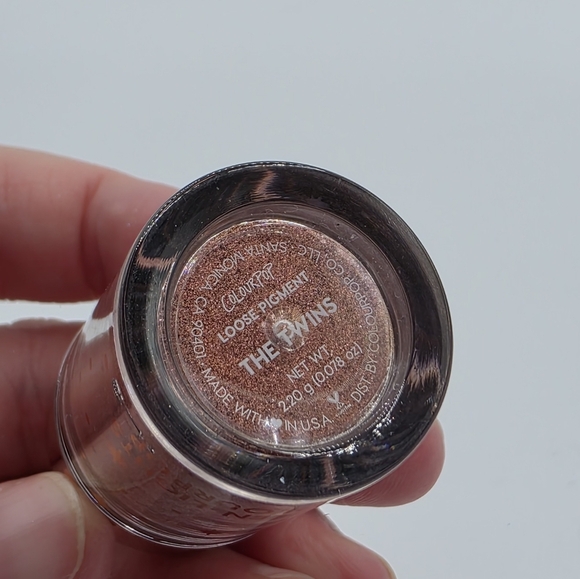 COLOURPOP
LOOSE PIGMENT
THE TWINS
NET WT.
2.20 g (0.078 oz)
MADE WITH IN U.S.A.
DIST. BY COLOURPOP CO, LLC · SANTA MONICA, CA 90401